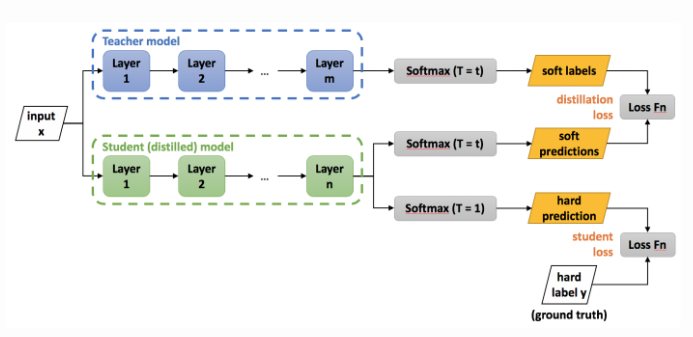 Teacher model
Layer
1
Layer
2
...
Layer
m
Softmax (T = t)
soft labels
input
x
distillation
loss
Loss Fn
Student (distilled) model
Layer
1
Layer
2
...
Layer
n
Softmax (T = t)
soft
predictions
Softmax (T = 1)
hard
prediction
student
loss
Loss Fn
hard
label y
(ground truth)